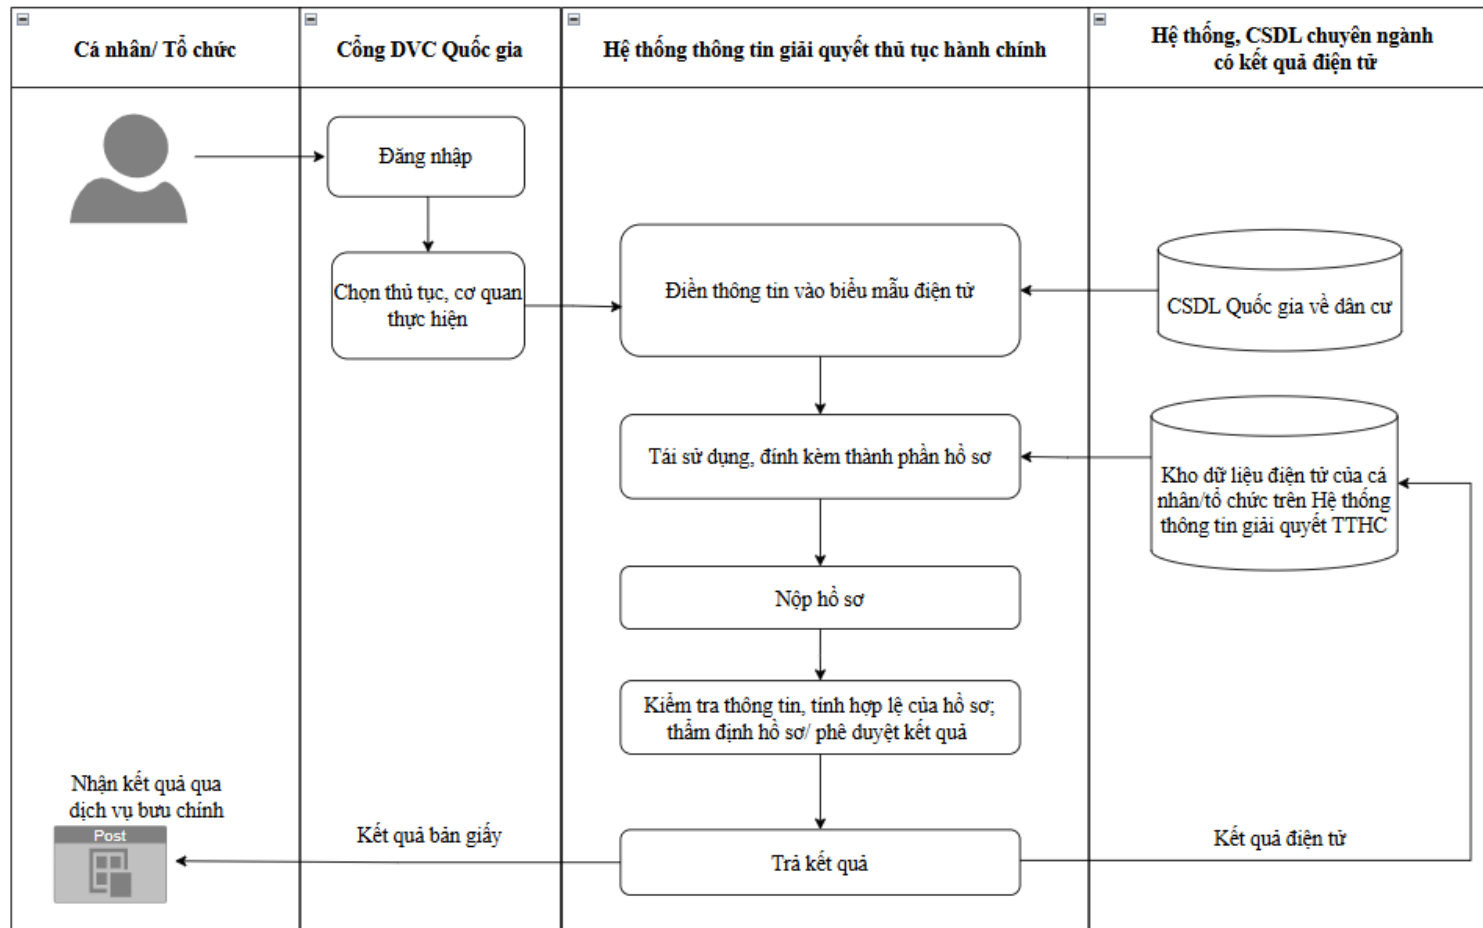 Cá nhân/ Tổ chức
Cổng DVC Quốc gia
Hệ thống thông tin giải quyết thủ tục hành chính
Hệ thống, CSDL chuyên ngành
có kết quả điện tử
Đăng nhập
Chọn thủ tục, cơ quan
thực hiện
Điền thông tin vào biểu mẫu điện tử
CSDL Quốc gia về dân cư
Tái sử dụng, đính kèm thành phần hồ sơ
Kho dữ liệu điện tử của cá
nhân/tổ chức trên Hệ thống
thông tin giải quyết TTHC
Nộp hồ sơ
Kiểm tra thông tin, tính hợp lệ của hồ sơ;
thẩm định hồ sơ/ phê duyệt kết quả
Nhận kết quả qua
dịch vụ bưu chính
Post
Kết quả bản giấy
Trả kết quả
Kết quả điện tử